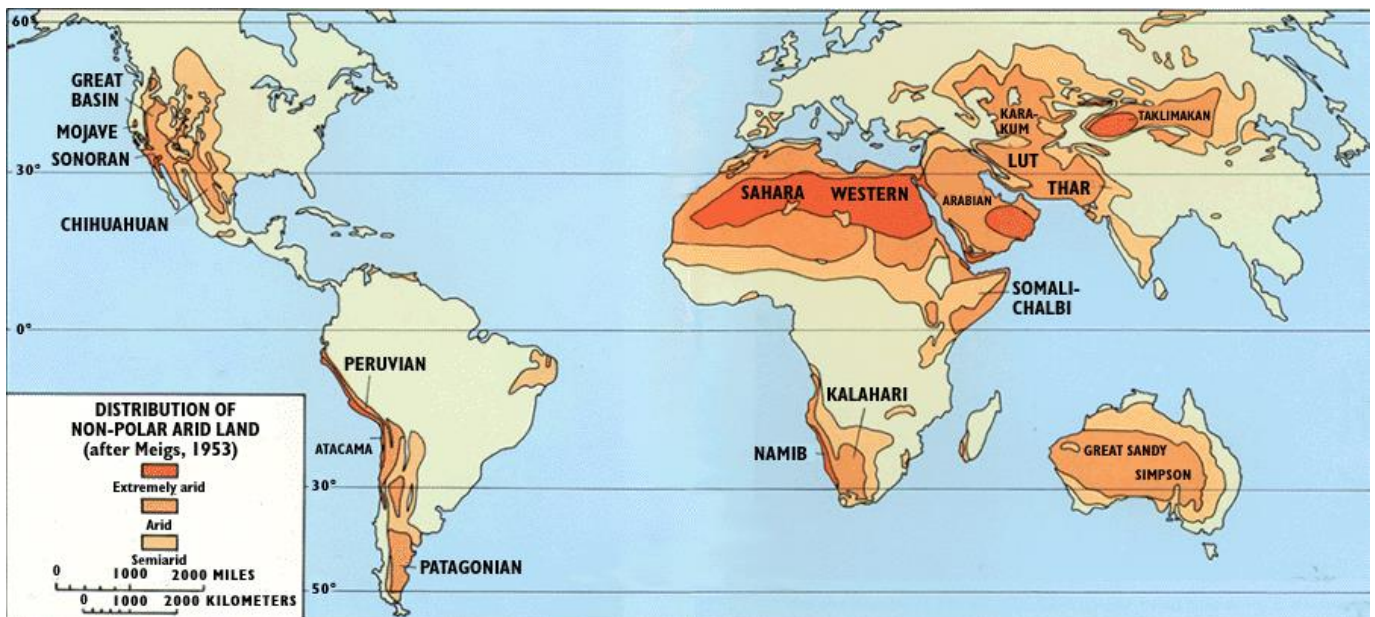 60°
GREAT
BASIN
MOJAVE
SONORAN
30°
CHIHUAHUAN
0°
PERUVIAN
ATACAMA
30°
PATAGONIAN
50°
KARA-
KUM
TAKLIMAKAN
LUT
THAR
SAHARA
WESTERN
ARABIAN
SOMALI-
CHALBI
KALAHARI
NAMIB
GREAT SANDY
SIMPSON
DISTRIBUTION OF
NON-POLAR ARID LAND
(after Meigs, 1953)
Extremely arid
Arid
Semiarid
0 1000 2000 MILES
0 1000 2000 KILOMETERS